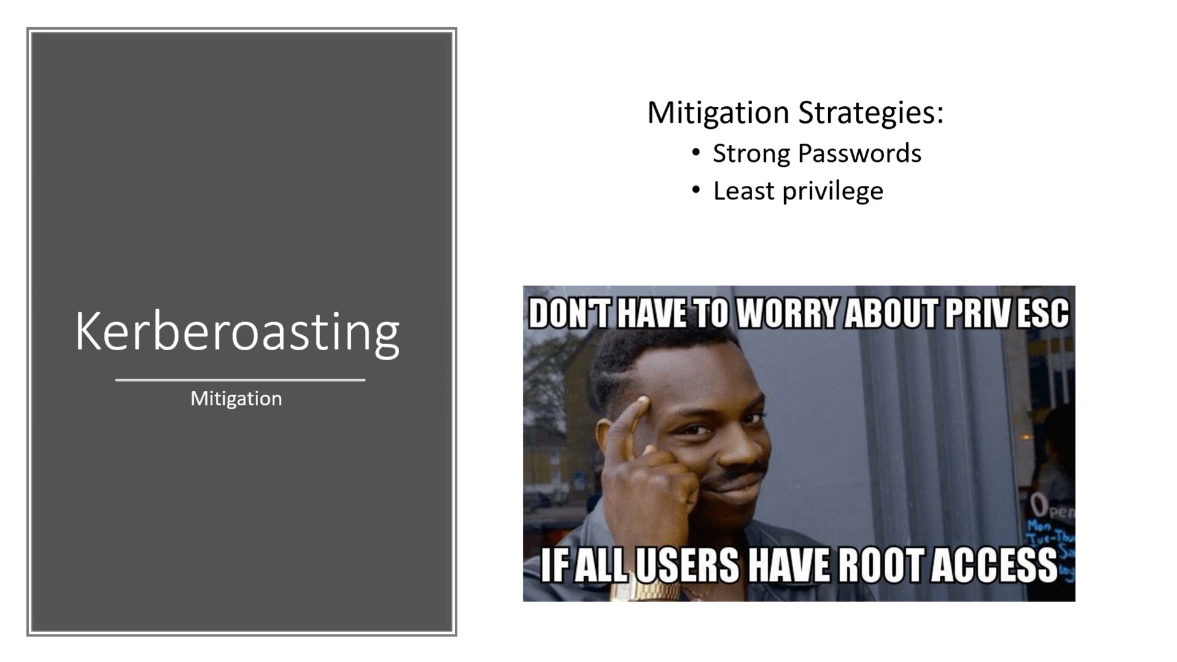 Kerberoasting
Mitigation
Mitigation Strategies:
• Strong Passwords
• Least privilege
DON'T HAVE TO WORRY ABOUT PRIV ESC
Open
Mon
Tue-Thu
Sa
IF ALL USERS HAVE ROOT ACCESS